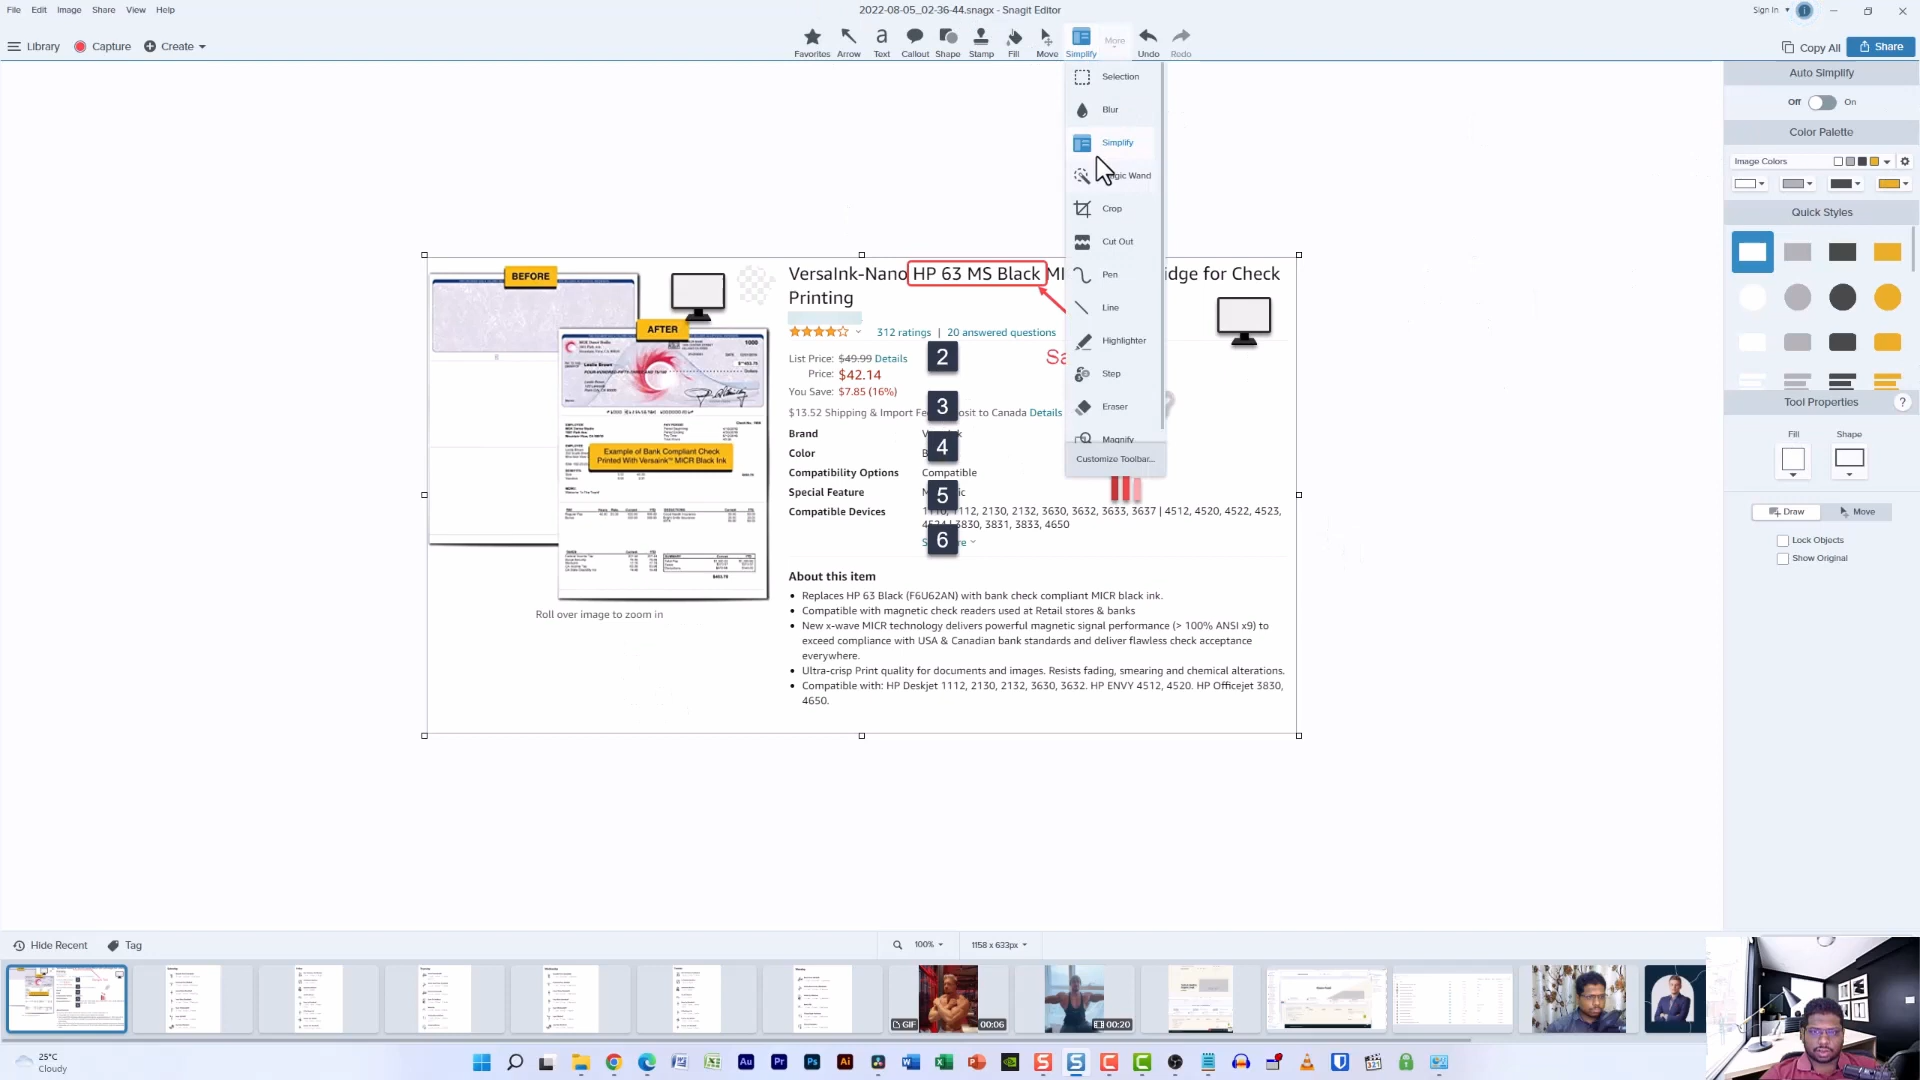 2022-08-05_02-36-44.snagx - Snagit Editor
File Edit Image Share View Help
Sign In
Library Capture Create
Favorites Arrow Text Callout Shape Stamp Fill Move Simplify More Undo Redo
Copy All Share
Selection
Blur
Simplify
Wand
Crop
Cut Out
Pen
Line
Highlighter
Step
Eraser
Magnify
Customize Toolbar...
Auto Simplify
Off On
Color Palette
Image Colors
Quick Styles
Tool Properties
Fill Shape
Draw Move
Lock Objects
Show Original
BEFORE
AFTER
1000
Leslie Brown
Example of Bank Compliant Check
Printed With Versaink™ MICR Black Ink
Roll over image to zoom in
VersaInk-Nano HP 63 MS Black for Check
Printing
312 ratings | 20 answered questions
List Price: $49.99 Details
Price: $42.14
You Save: $7.85 (16%)
$13.52 Shipping & Import to Canada Details
Brand
Color
Compatibility Options Compatible
Special Feature
Compatible Devices 1112, 2130, 2132, 3630, 3632, 3633, 3637 | 4512, 4520, 4522, 4523,
3830, 3831, 3833, 4650
2
3
4
5
6
About this item
• Replaces HP 63 Black (F6U62AN) with bank check compliant MICR black ink.
• Compatible with magnetic check readers used at Retail stores & banks
• New x-wave MICR technology delivers powerful magnetic signal performance (> 100% ANSI x9) to
exceed compliance with USA & Canadian bank standards and deliver flawless check acceptance
everywhere.
• Ultra-crisp Print quality for documents and images. Resists fading, smearing and chemical alterations.
• Compatible with: HP Deskjet 1112, 2130, 2132, 3630, 3632. HP ENVY 4512, 4520. HP Officejet 3830,
4650.
Hide Recent Tag
100% 1158 x 633px
GIF 00:06
00:20
25°C
Cloudy